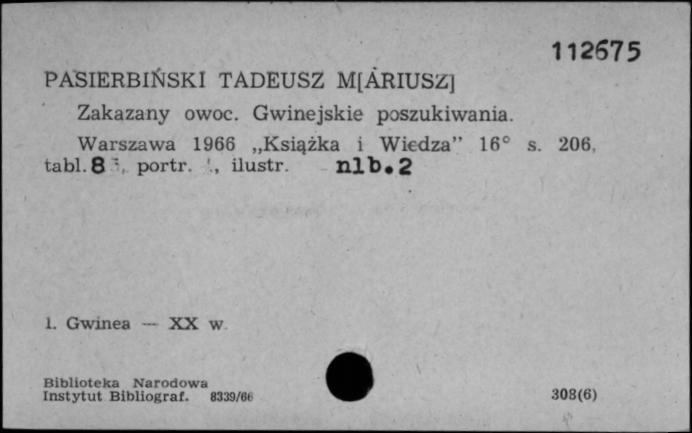 112675
PASIERBIŃSKI TADEUSZ M[ARIUSZ]
Zakazany owoc. Gwinejskie poszukiwania.
Warszawa 1966 „Książka i Wiedza” 16° s. 206,
tabl. 8, portr., ilustr. nlb. 2
1. Gwinea — XX w.
Biblioteka Narodowa
Instytut Bibliograf. 8339/66
308(6)